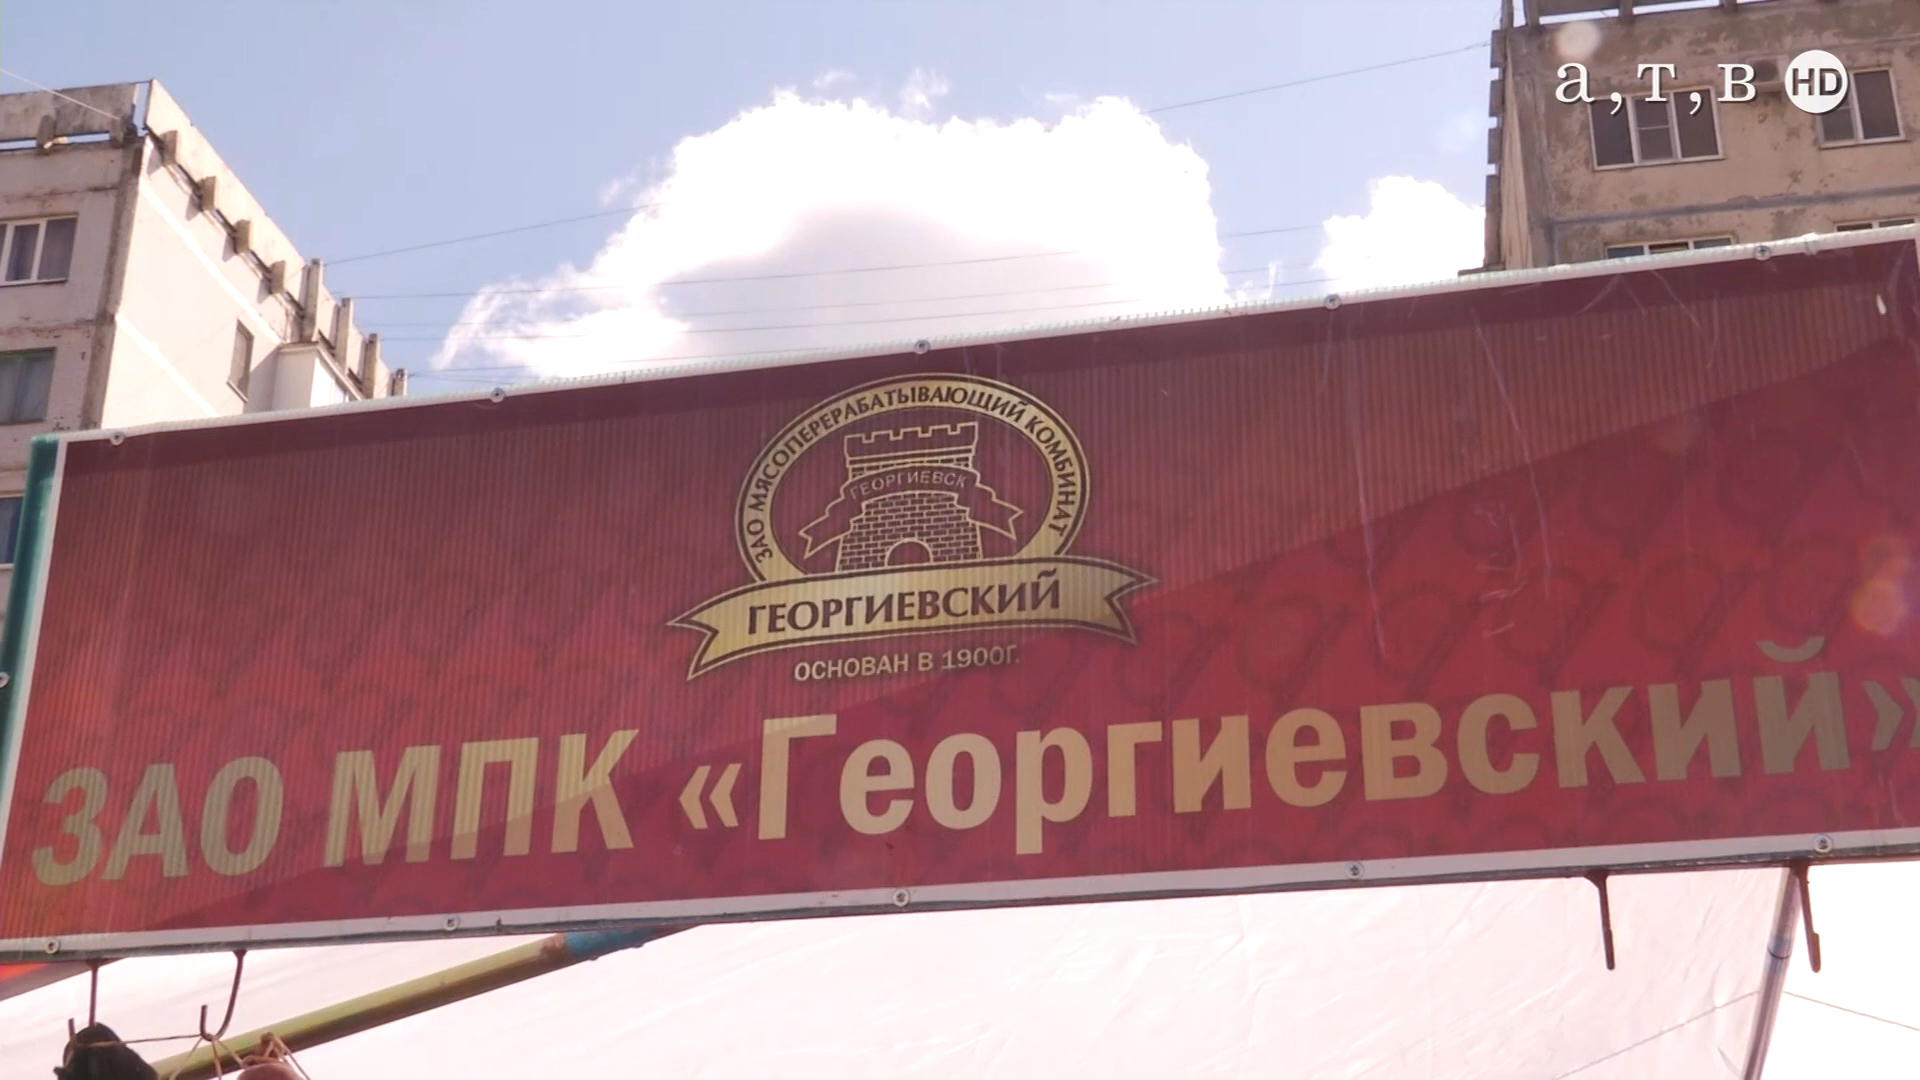 а,т,в HD
ЗАО МЯСОПЕРЕРАБАТЫВАЮЩИЙ КОМБИНАТ
ГЕОРГИЕВСК
ГЕОРГИЕВСКИЙ
ОСНОВАН В 1900Г.
ЗАО МПК «Георгиевский»